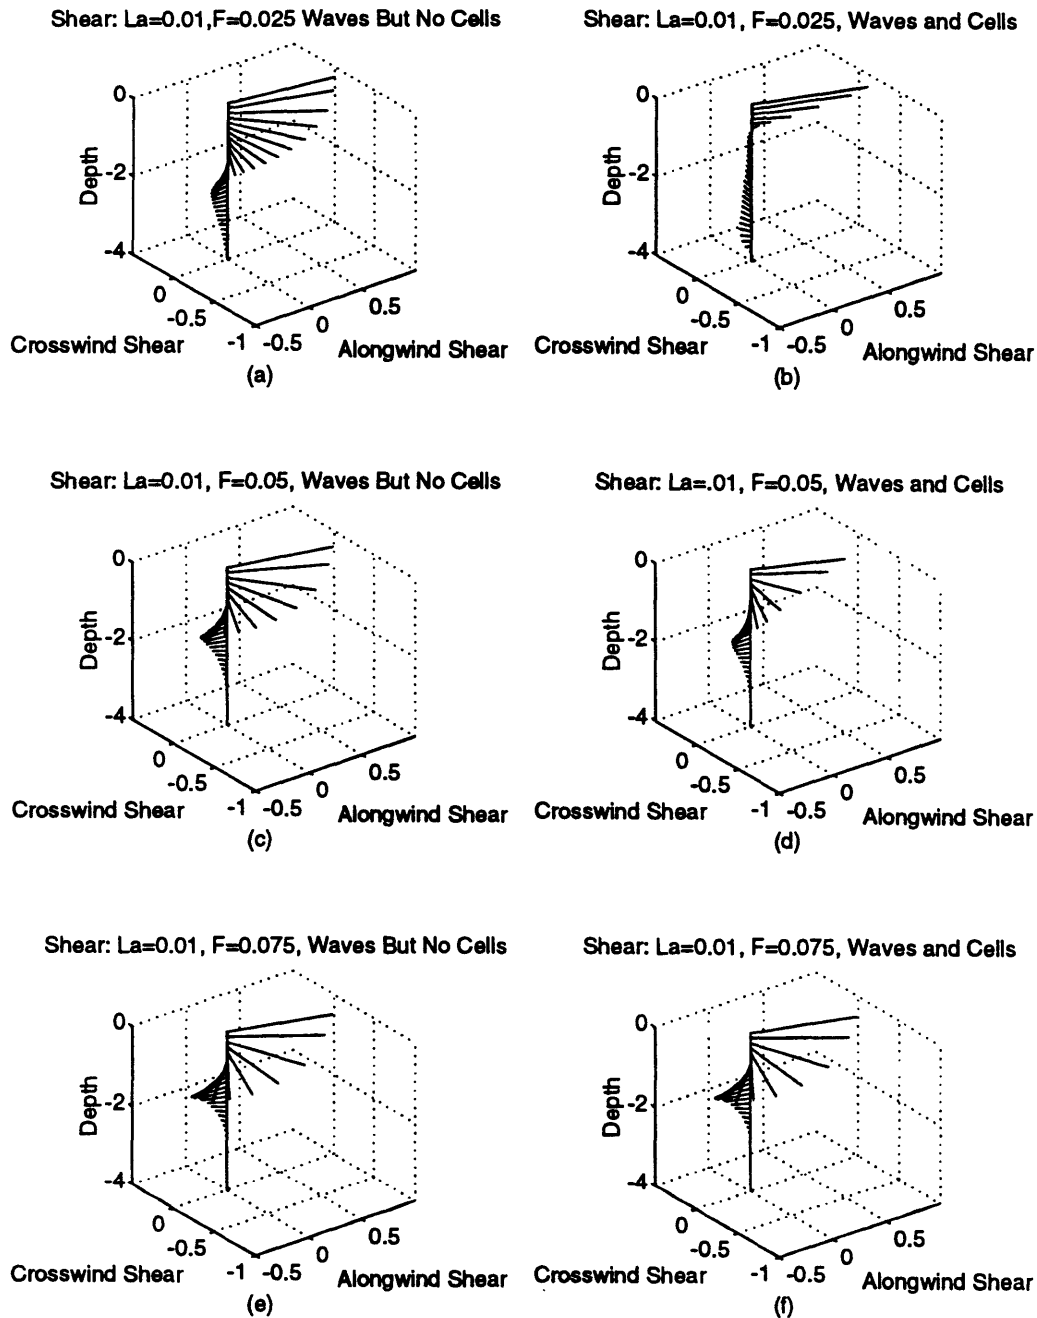 Shear: La=0.01,F=0.025 Waves But No Cells
0
-2
-4
Depth
0
-0.5
-1
Crosswind Shear
-0.5
0
0.5
Alongwind Shear
(a)
Shear: La=0.01, F=0.025, Waves and Cells
0
-2
-4
Depth
0
-0.5
-1
Crosswind Shear
-0.5
0
0.5
Alongwind Shear
(b)
Shear: La=0.01, F=0.05, Waves But No Cells
0
-2
-4
Depth
0
-0.5
-1
Crosswind Shear
-0.5
0
0.5
Alongwind Shear
(c)
Shear: La=.01, F=0.05, Waves and Cells
0
-2
-4
Depth
0
-0.5
-1
Crosswind Shear
-0.5
0
0.5
Alongwind Shear
(d)
Shear: La=0.01, F=0.075, Waves But No Cells
0
-2
-4
Depth
0
-0.5
-1
Crosswind Shear
-0.5
0
0.5
Alongwind Shear
(e)
Shear: La=0.01, F=0.075, Waves and Cells
0
-2
-4
Depth
0
-0.5
-1
Crosswind Shear
-0.5
0
0.5
Alongwind Shear
(f)